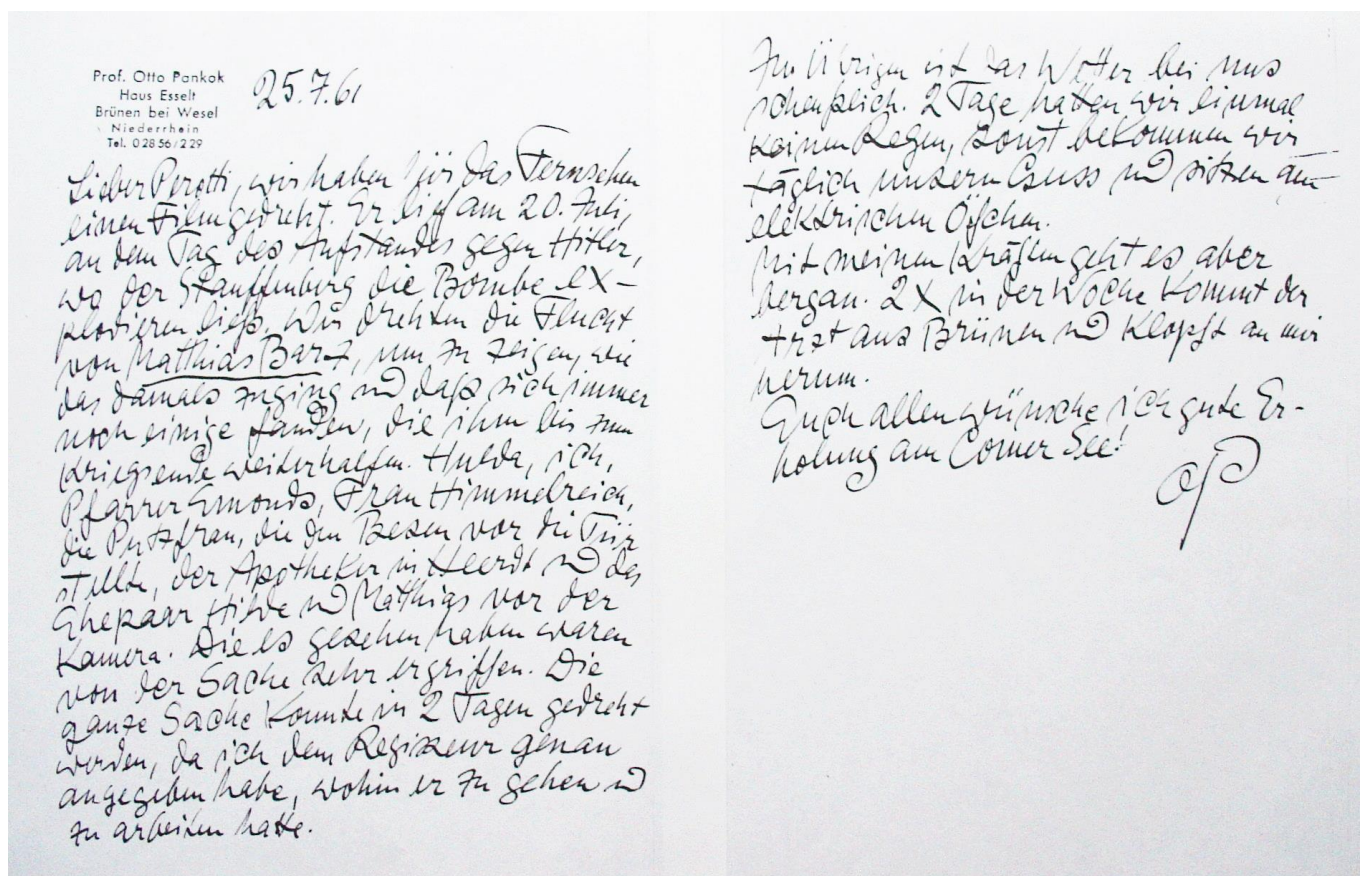 Prof. Otto Pankok
Haus Esselt
Brünen bei Wesel
Niederrhein
Tel. 02856/229
25.7.61
Lieber Perotti, wir haben für das Fernsehen
einen Film gedreht. Er lief am 20. Juli,
an dem Tag des Aufstandes gegen Hitler,
wo der Stauffenberg die Bombe ex-
plodieren ließ. Wir drehten die Flucht
von Matthias Barz, um zu zeigen, wie
das damals zuging und daß sich immer
noch einige fanden, die ihm bis zum
Kriegsende weiterhalfen. Hulda, ich,
Pfarrer Emonds, Frau Himmelreich,
die Putzfrau, die den Besen vor die Tür
stellte, der Apotheker in Heerdt und das
Ehepaar Hilde und Matthias vor der
Kamera. Die es gesehen haben waren
von der Sache sehr ergriffen. Die
ganze Sache konnte in 2 Tagen gedreht
werden, da ich dem Regisseur genau
angegeben habe, wohin er zu gehen und
zu arbeiten hatte.
Im Übrigen ist das Wetter bei uns
scheußlich. 2 Tage hatten wir einmal
keinen Regen, sonst bekommen wir
täglich unsern Guss und sitzen am
elektrischen Öfchen.
Mit meinen Kräften geht es aber
bergan. 2X in der Woche kommt der
Arzt aus Brünen und klopft an mir
herum.
Euch allen wünsche ich gute Er-
holung am Comer See!
OP